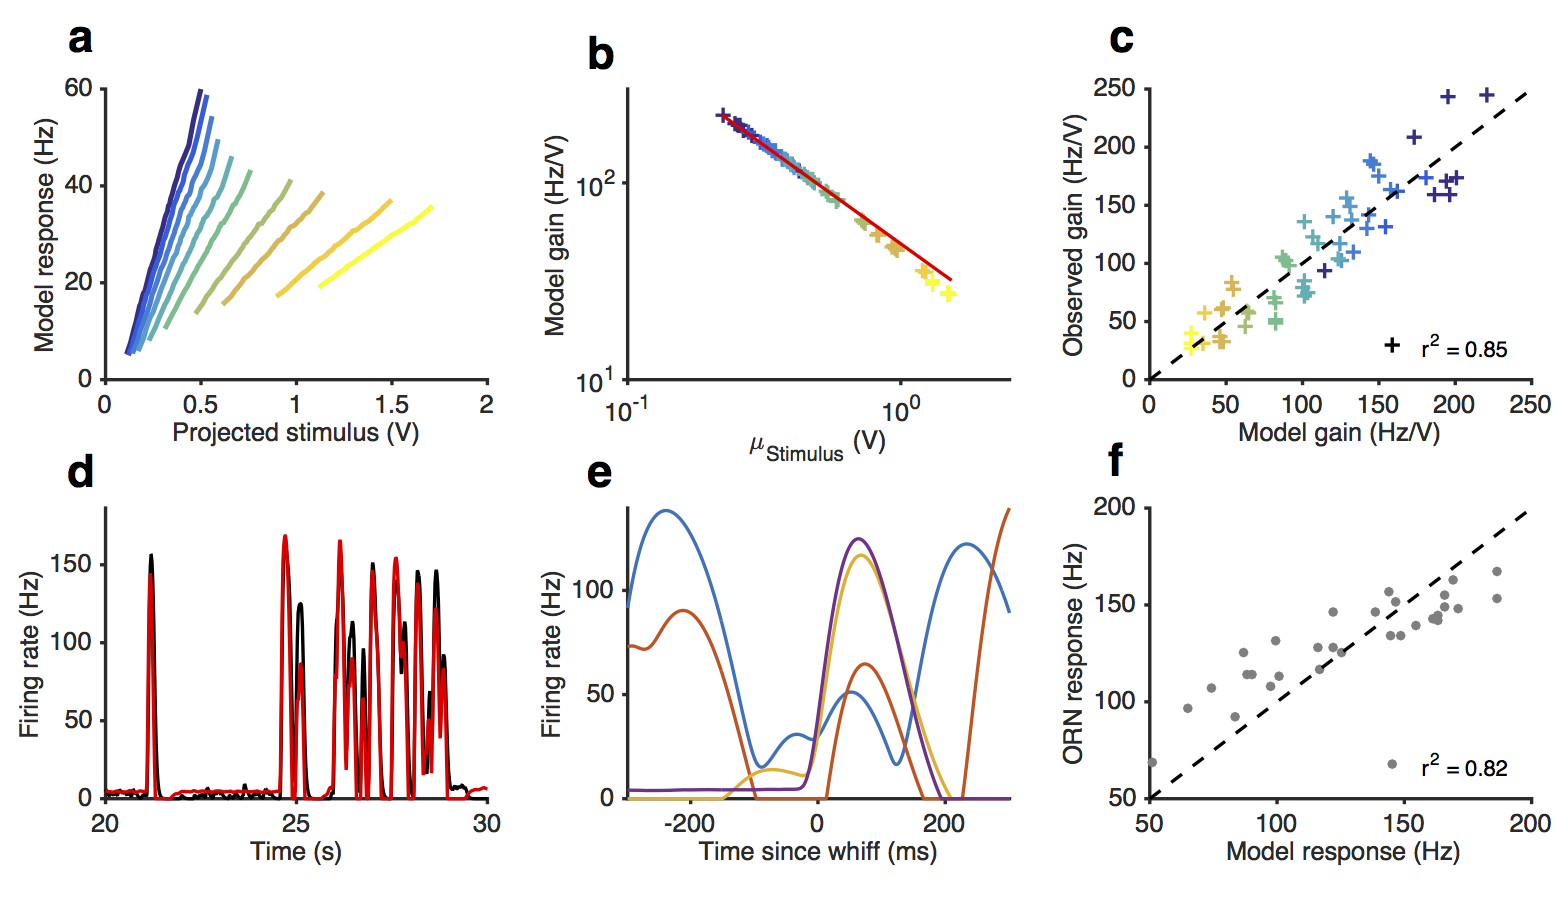 a
60
40
20
0
Model response (Hz)
0 0.5 1 1.5 2
Projected stimulus (V)
b
10^2
10^1
Model gain (Hz/V)
10^-1 10^0
μ_Stimulus (V)
c
250
200
150
100
50
0
Observed gain (Hz/V)
r^2 = 0.85
0 50 100 150 200 250
Model gain (Hz/V)
d
150
100
50
0
Firing rate (Hz)
20 25 30
Time (s)
e
100
50
0
Firing rate (Hz)
-200 0 200
Time since whiff (ms)
f
200
150
100
50
ORN response (Hz)
r^2 = 0.82
50 100 150 200
Model response (Hz)